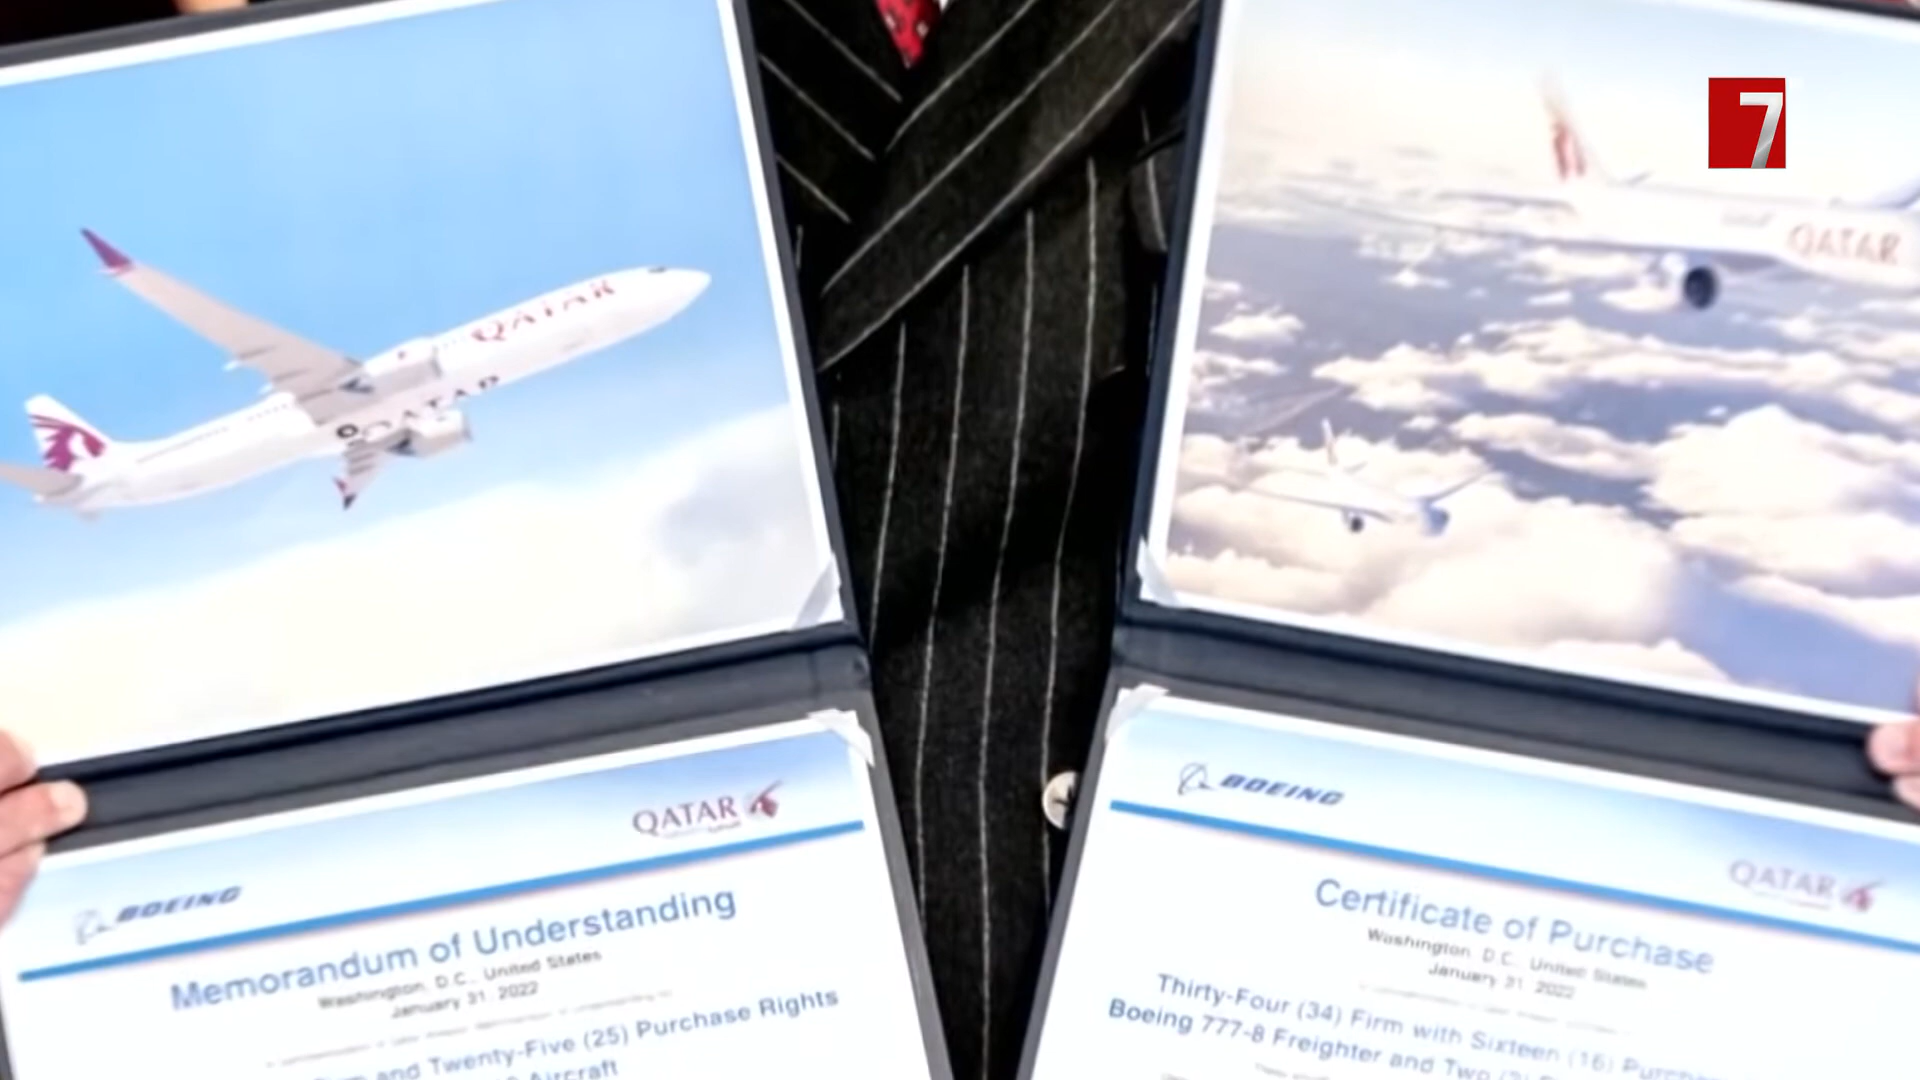 7
QATAR
QATAR
QATAR
BOEING
QATAR
Memorandum of Understanding
Washington, D.C., United States
January 31, 2022
and Twenty-Five (25) Purchase Rights
Aircraft
BOEING
QATAR
Certificate of Purchase
Washington, D.C., United States
January 31, 2022
Thirty-Four (34) Firm with Sixteen (16)
Boeing 777-8 Freighter and Two